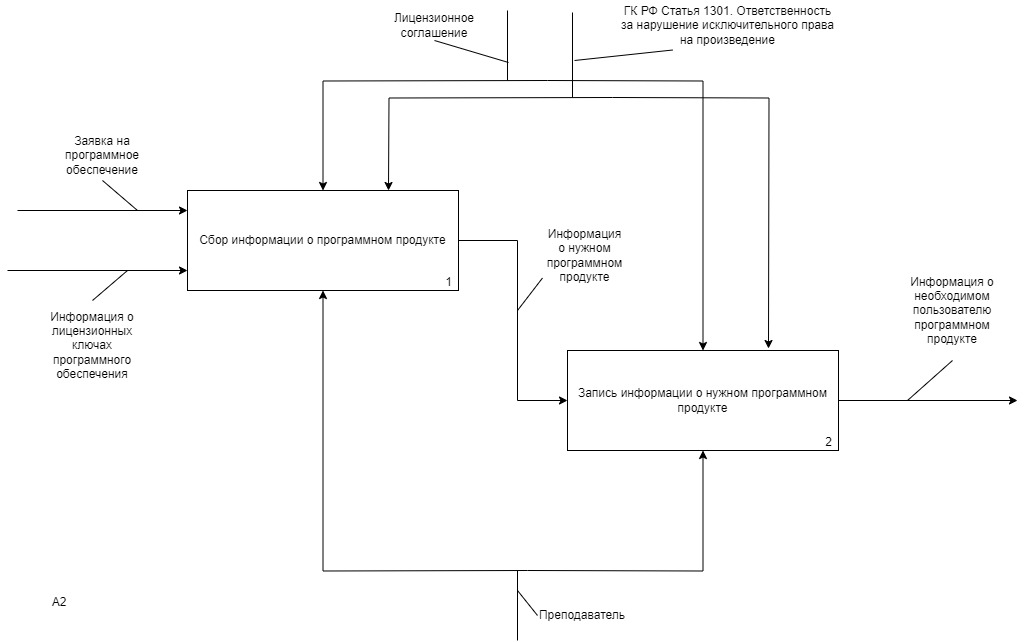 Лицензионное
соглашение
ГК РФ Статья 1301. Ответственность
за нарушение исключительного права
на произведение
Заявка на
программное
обеспечение
Сбор информации о программном продукте
1
Информация о
лицензионных
ключах
программного
обеспечения
Информация
о нужном
программном
продукте
Информация о
необходимом
пользователю
программном
продукте
Запись информации о нужном программном
продукте
2
А2
Преподаватель